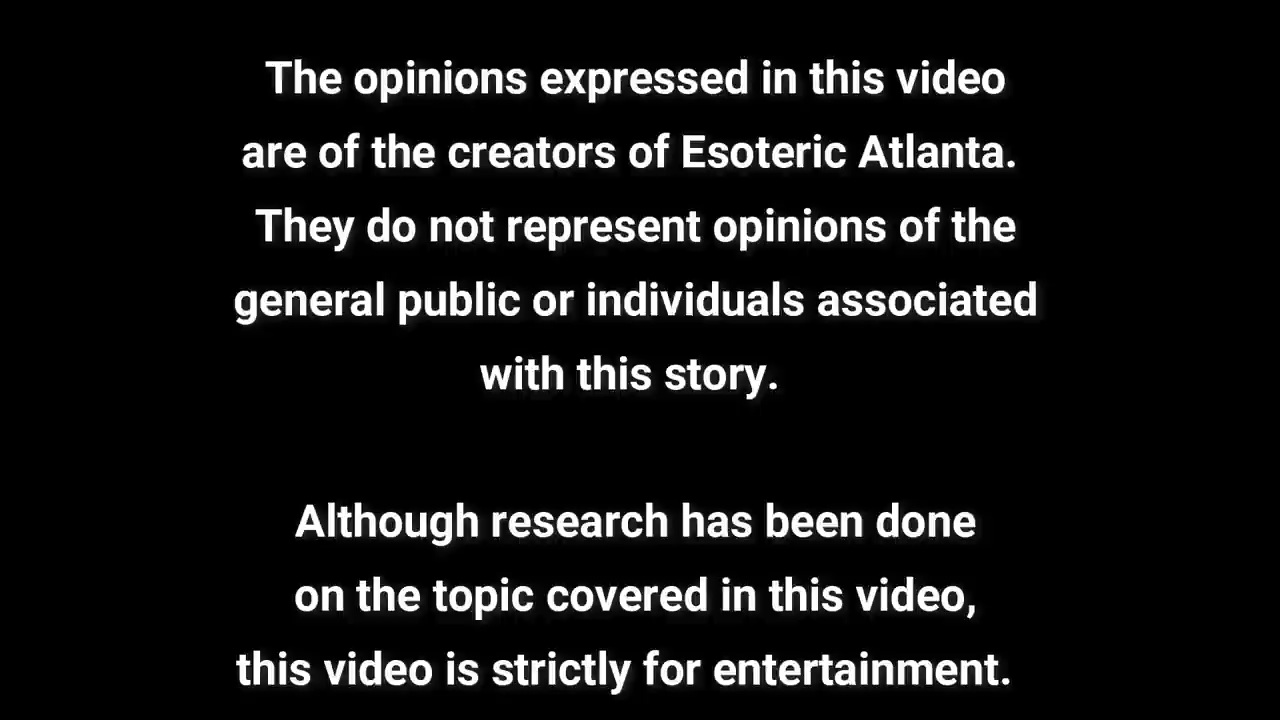 The opinions expressed in this video
are of the creators of Esoteric Atlanta.
They do not represent opinions of the
general public or individuals associated
with this story.
Although research has been done
on the topic covered in this video,
this video is strictly for entertainment.